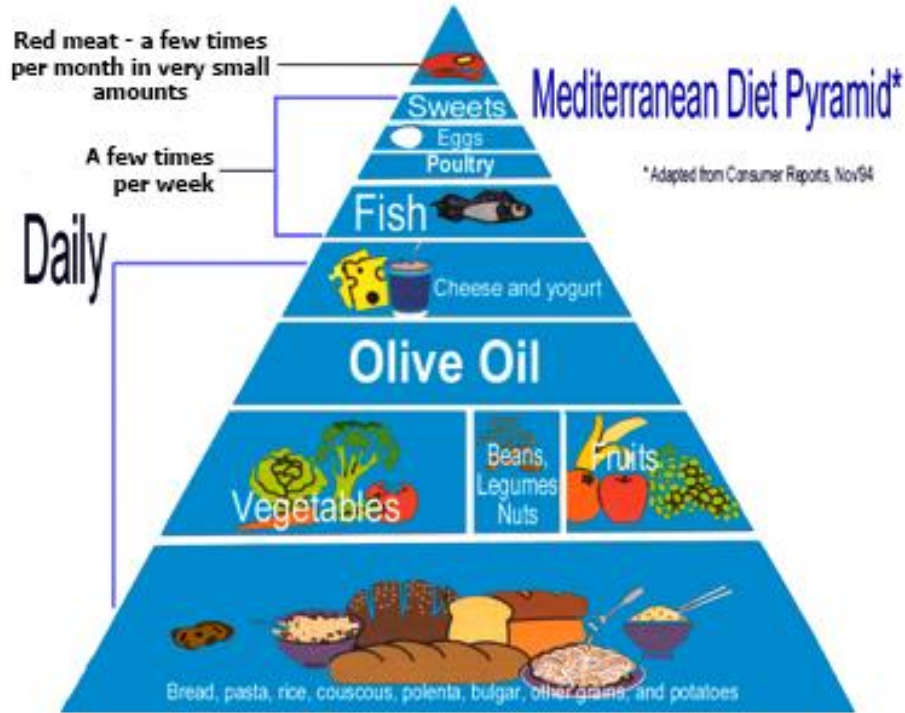 Red meat - a few times
per month in very small
amounts
Mediterranean Diet Pyramid*
Sweets
Eggs
A few times
per week
Poultry
* Adapted from Consumer Reports, Nov/94
Fish
Daily
Cheese and yogurt
Olive Oil
Vegetables
Beans,
Legumes
Nuts
Fruits
Bread, pasta, rice, couscous, polenta, bulgar, other grains, and potatoes